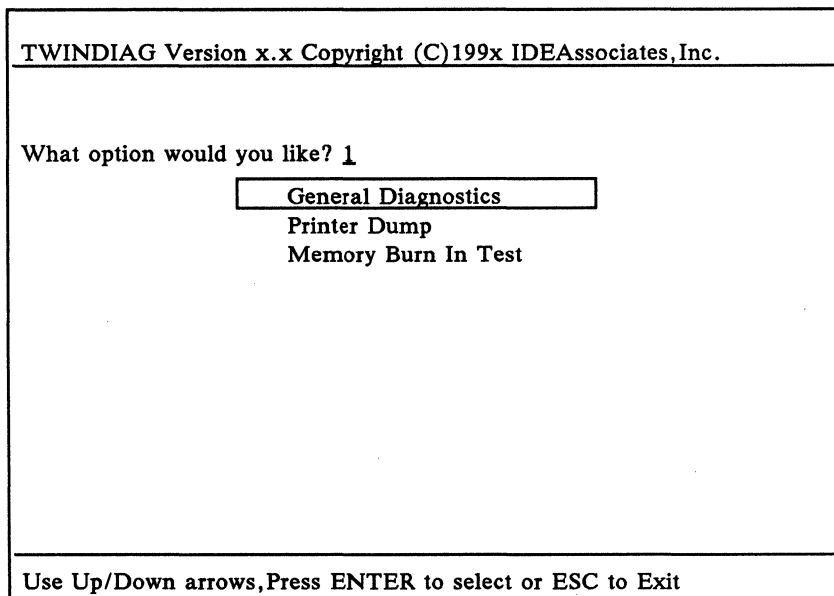 TWINDIAG Version x.x Copyright (C)199x IDEAssociates,Inc.
What option would you like? 1
General Diagnostics
Printer Dump
Memory Burn In Test
Use Up/Down arrows,Press ENTER to select or ESC to Exit